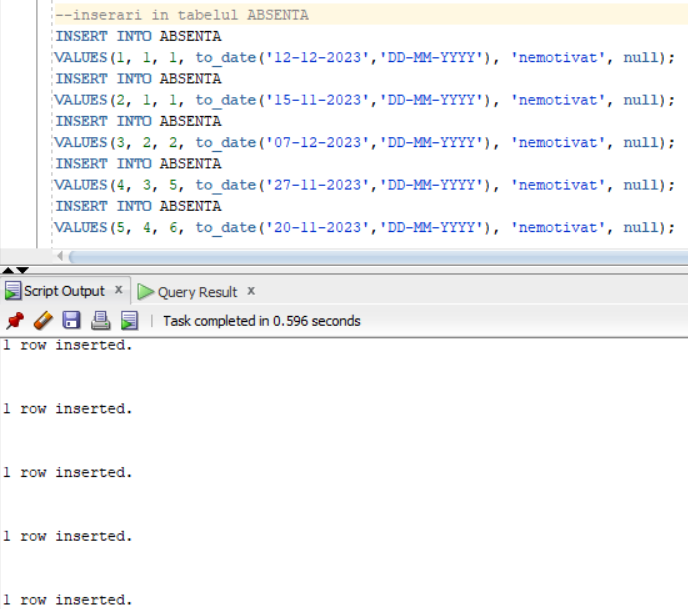 --inserari in tabelul ABSENTA
INSERT INTO ABSENTA
VALUES(1, 1, 1, to_date('12-12-2023','DD-MM-YYYY'), 'nemotivat', null);
INSERT INTO ABSENTA
VALUES(2, 1, 1, to_date('15-11-2023','DD-MM-YYYY'), 'nemotivat', null);
INSERT INTO ABSENTA
VALUES(3, 2, 2, to_date('07-12-2023','DD-MM-YYYY'), 'nemotivat', null);
INSERT INTO ABSENTA
VALUES(4, 3, 5, to_date('27-11-2023','DD-MM-YYYY'), 'nemotivat', null);
INSERT INTO ABSENTA
VALUES(5, 4, 6, to_date('20-11-2023','DD-MM-YYYY'), 'nemotivat', null);
Script Output x Query Result x
Task completed in 0.596 seconds
1 row inserted.
1 row inserted.
1 row inserted.
1 row inserted.
1 row inserted.